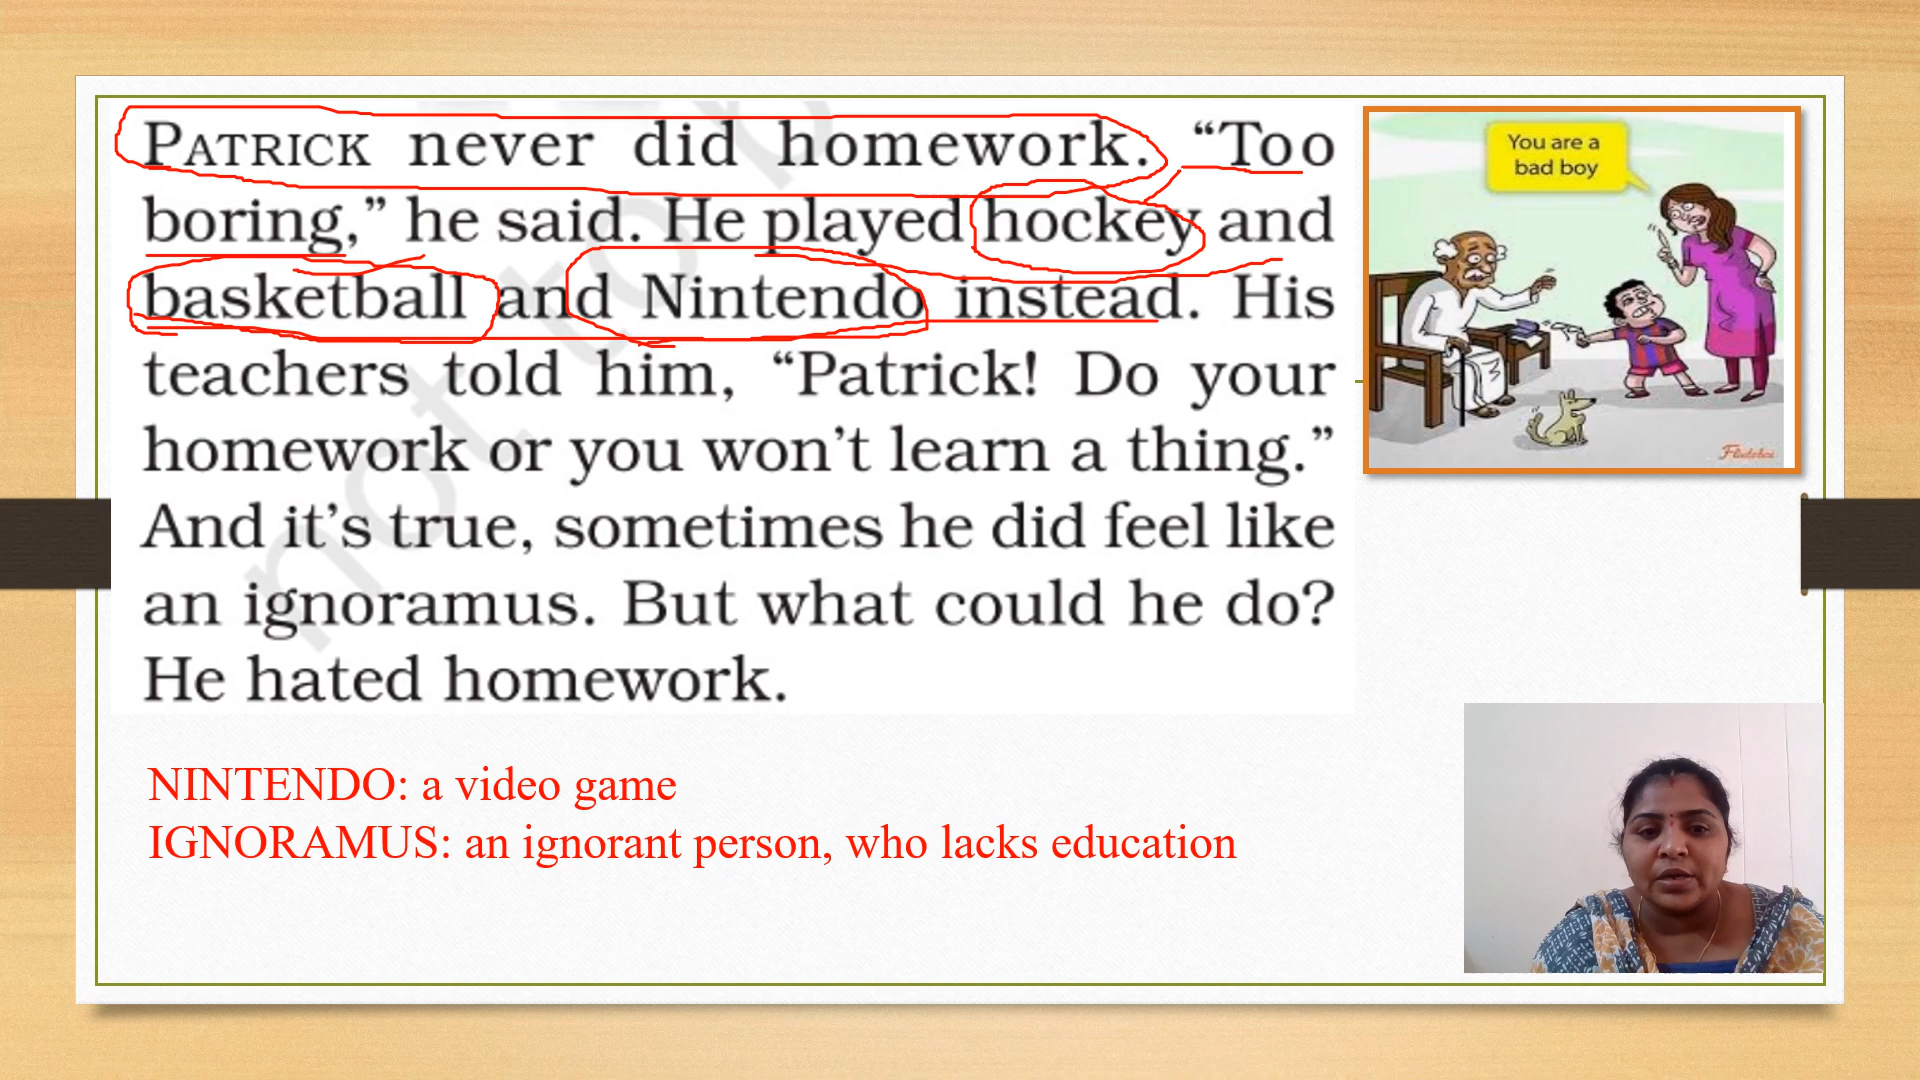 PATRICK never did homework. “Too
boring,” he said. He played hockey and
basketball and Nintendo instead. His
teachers told him, “Patrick! Do your
homework or you won’t learn a thing.”
And it’s true, sometimes he did feel like
an ignoramus. But what could he do?
He hated homework.
You are a
bad boy
NINTENDO: a video game
IGNORAMUS: an ignorant person, who lacks education